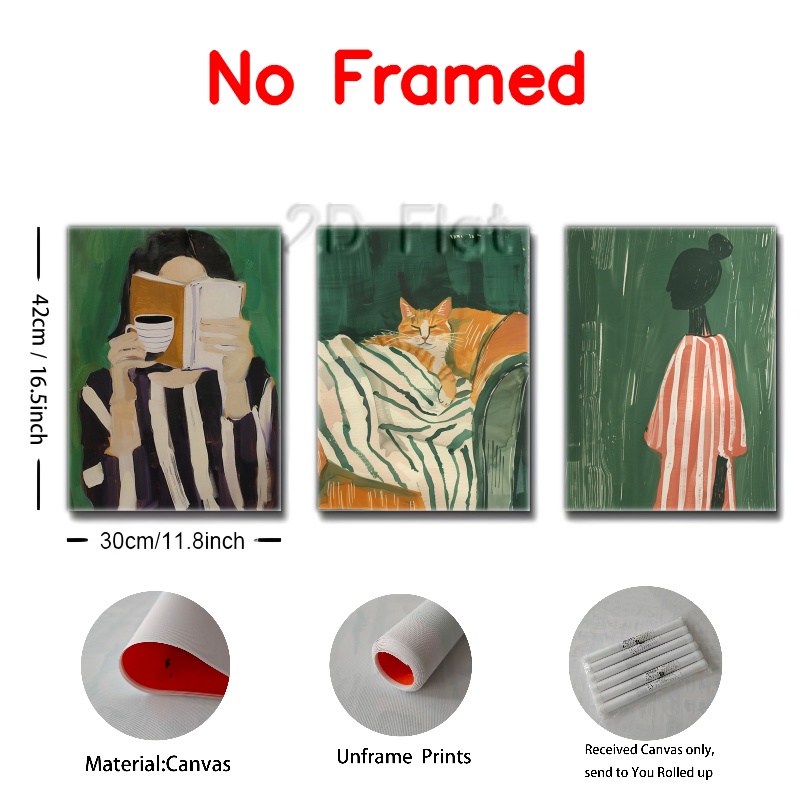 No Framed
2D Flat
42cm / 16.5inch
30cm/11.8inch
Material:Canvas
Unframe Prints
Received Canvas only,
send to You Rolled up